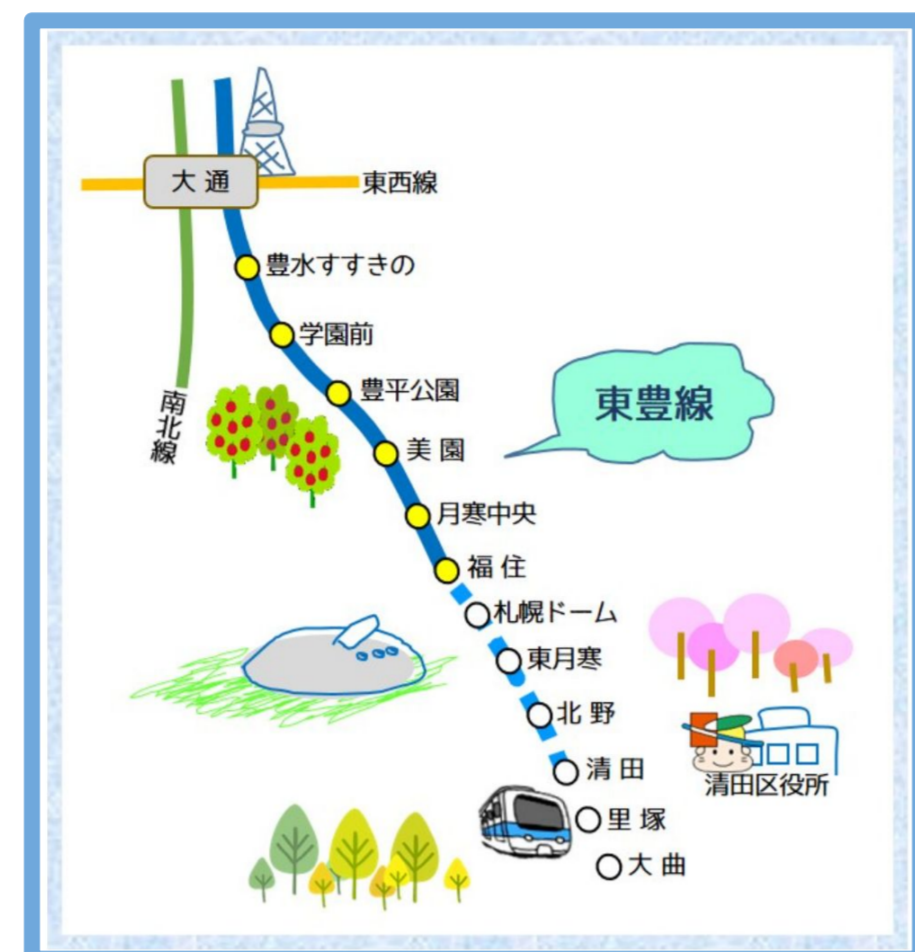 大通
東西線
豊水すすきの
学園前
豊平公園
東豊線
南北線
美園
月寒中央
福住
札幌ドーム
東月寒
北野
清田
清田区役所
里塚
大曲